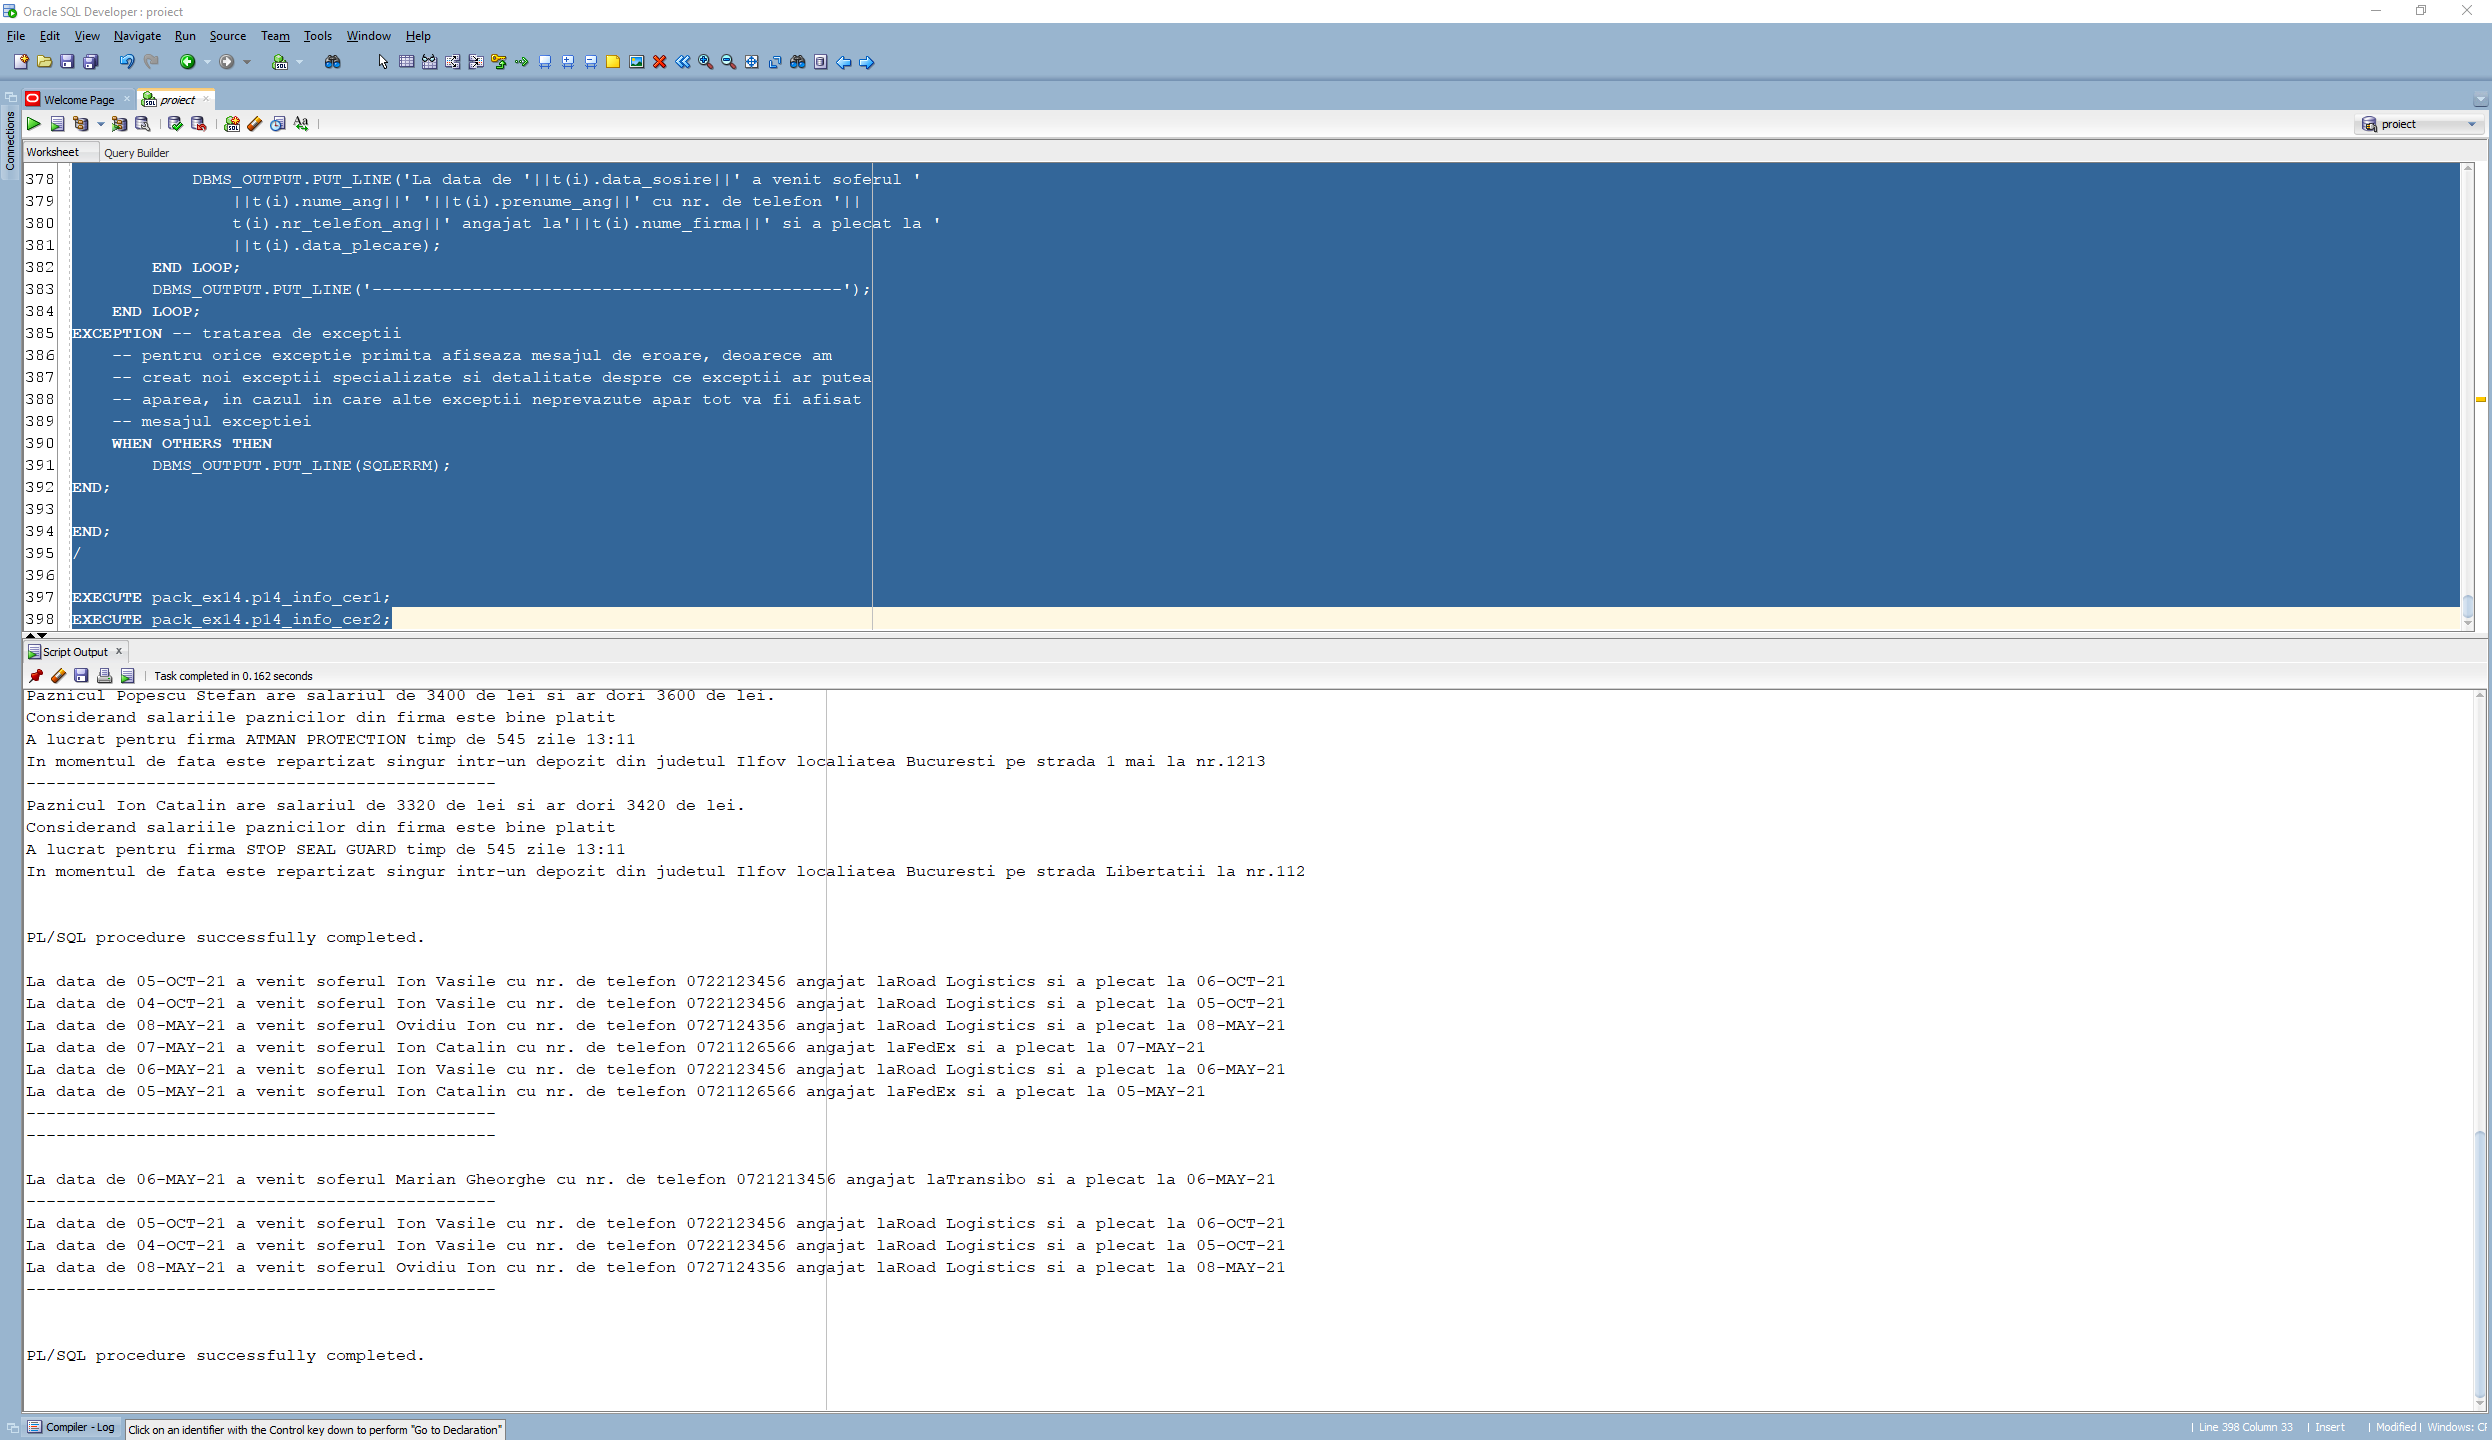 Oracle SQL Developer : proiect
File Edit View Navigate Run Source Team Tools Window Help
Connections
Welcome Page
proiect
proiect
Worksheet
Query Builder
378 DBMS_OUTPUT.PUT_LINE('La data de '||t(i).data_sosire||' a venit soferul '
379 ||t(i).nume_ang||' '||t(i).prenume_ang||' cu nr. de telefon '||
380 t(i).nr_telefon_ang||' angajat la'||t(i).nume_firma||' si a plecat la '
381 ||t(i).data_plecare);
382 END LOOP;
383 DBMS_OUTPUT.PUT_LINE('-----------------------------------------------');
384 END LOOP;
385 EXCEPTION -- tratarea de exceptii
386 -- pentru orice exceptie primita afiseaza mesajul de eroare, deoarece am
387 -- creat noi exceptii specializate si detalitate despre ce exceptii ar putea
388 -- aparea, in cazul in care alte exceptii neprevazute apar tot va fi afisat
389 -- mesajul exceptiei
390 WHEN OTHERS THEN
391 DBMS_OUTPUT.PUT_LINE(SQLERRM);
392 END;
393
394 END;
395 /
396
397 EXECUTE pack_ex14.p14_info_cer1;
398 EXECUTE pack_ex14.p14_info_cer2;
Script Output
Task completed in 0.162 seconds
Paznicul Popescu Stefan are salariul de 3400 de lei si ar dori 3600 de lei.
Considerand salariile paznicilor din firma este bine platit
A lucrat pentru firma ATMAN PROTECTION timp de 545 zile 13:11
In momentul de fata este repartizat singur intr-un depozit din judetul Ilfov localiatea Bucuresti pe strada 1 mai la nr.1213
-----------------------------------------------
Paznicul Ion Catalin are salariul de 3320 de lei si ar dori 3420 de lei.
Considerand salariile paznicilor din firma este bine platit
A lucrat pentru firma STOP SEAL GUARD timp de 545 zile 13:11
In momentul de fata este repartizat singur intr-un depozit din judetul Ilfov localiatea Bucuresti pe strada Libertatii la nr.112
PL/SQL procedure successfully completed.
La data de 05-OCT-21 a venit soferul Ion Vasile cu nr. de telefon 0722123456 angajat laRoad Logistics si a plecat la 06-OCT-21
La data de 04-OCT-21 a venit soferul Ion Vasile cu nr. de telefon 0722123456 angajat laRoad Logistics si a plecat la 05-OCT-21
La data de 08-MAY-21 a venit soferul Ovidiu Ion cu nr. de telefon 0727124356 angajat laRoad Logistics si a plecat la 08-MAY-21
La data de 07-MAY-21 a venit soferul Ion Catalin cu nr. de telefon 0721126566 angajat laFedEx si a plecat la 07-MAY-21
La data de 06-MAY-21 a venit soferul Ion Vasile cu nr. de telefon 0722123456 angajat laRoad Logistics si a plecat la 06-MAY-21
La data de 05-MAY-21 a venit soferul Ion Catalin cu nr. de telefon 0721126566 angajat laFedEx si a plecat la 05-MAY-21
-----------------------------------------------
-----------------------------------------------
La data de 06-MAY-21 a venit soferul Marian Gheorghe cu nr. de telefon 0721213456 angajat laTransibo si a plecat la 06-MAY-21
-----------------------------------------------
La data de 05-OCT-21 a venit soferul Ion Vasile cu nr. de telefon 0722123456 angajat laRoad Logistics si a plecat la 06-OCT-21
La data de 04-OCT-21 a venit soferul Ion Vasile cu nr. de telefon 0722123456 angajat laRoad Logistics si a plecat la 05-OCT-21
La data de 08-MAY-21 a venit soferul Ovidiu Ion cu nr. de telefon 0727124356 angajat laRoad Logistics si a plecat la 08-MAY-21
-----------------------------------------------
PL/SQL procedure successfully completed.
Compiler - Log
Click on an identifier with the Control key down to perform "Go to Declaration"
| Line 398 Column 33 | Insert | Modified | Windows: